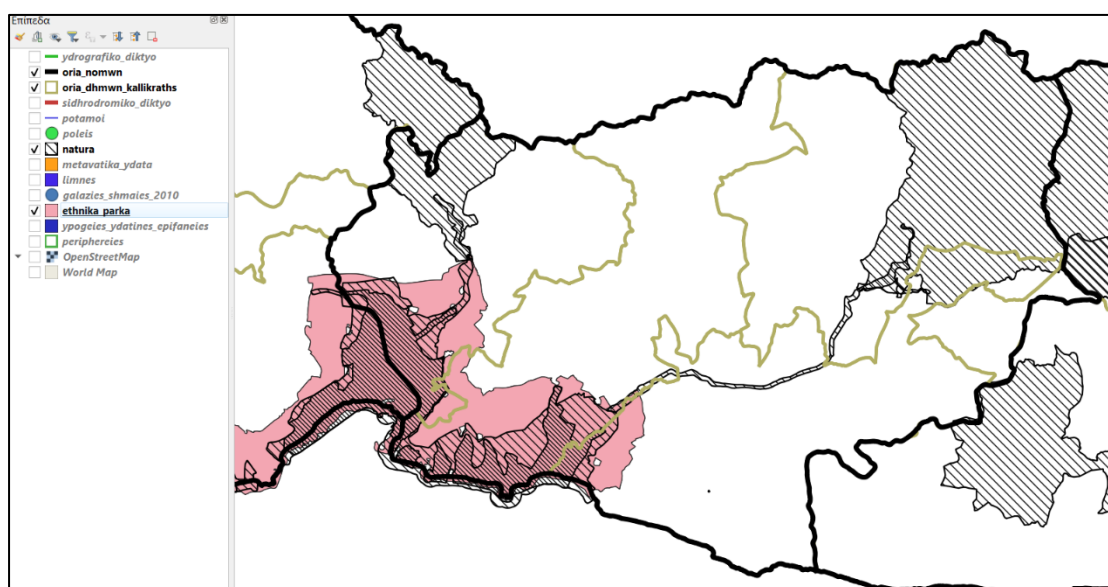 Επίπεδα
ydrografiko_diktyo
oria_nomwn
oria_dhmwn_kallikraths
sidhrodromiko_diktyo
potamoi
poleis
natura
metavatika_ydata
limnes
galazies_shmaies_2010
ethnika_parka
ypogeies_ydatines_epifaneies
periphereies
OpenStreetMap
World Map